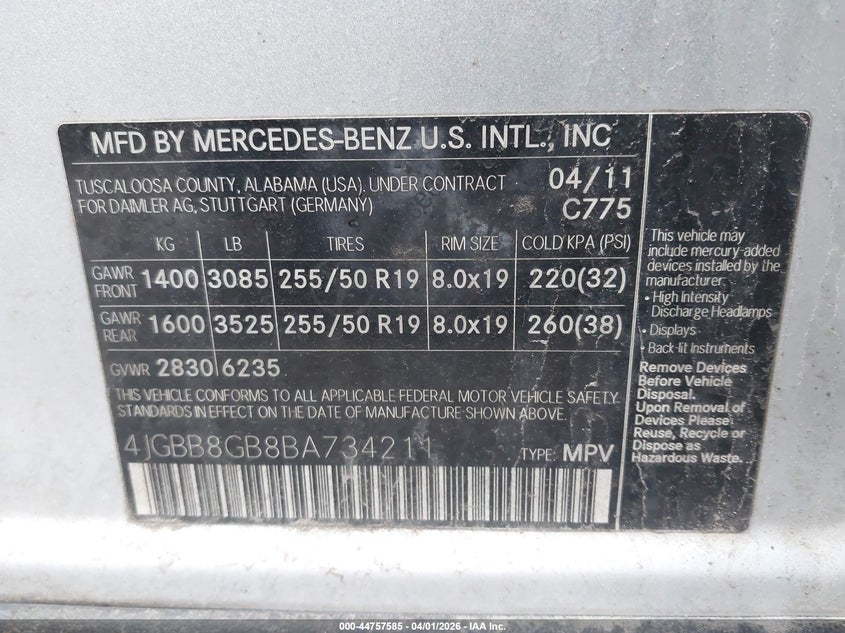 MFD BY MERCEDES-BENZ U.S. INTL., INC
TUSCALOOSA COUNTY, ALABAMA (USA). UNDER CONTRACT 04/11
FOR DAIMLER AG, STUTTGART (GERMANY) C775
KG LB TIRES RIM SIZE COLD KPA (PSI)
GAWR FRONT 1400 3085 255/50 R19 8.0x19 220(32)
GAWR REAR 1600 3525 255/50 R19 8.0x19 260(38)
GVWR 2830 6235
THIS VEHICLE CONFORMS TO ALL APPLICABLE FEDERAL MOTOR VEHICLE SAFETY
STANDARDS IN EFFECT ON THE DATE OF MANUFACTURE SHOWN ABOVE.
4JGBB8GB8BA734211 TYPE: MPV
This vehicle may
include mercury-added
devices installed by the
manufacturer:
• High Intensity
Discharge Headlamps
• Displays
• Back-lit Instruments
Remove Devices
Before Vehicle
Disposal.
Upon Removal of
Devices Please
Reuse, Recycle or
Dispose as
Hazardous Waste.
000-44757585 - 04/01/2026 - IAA Inc.